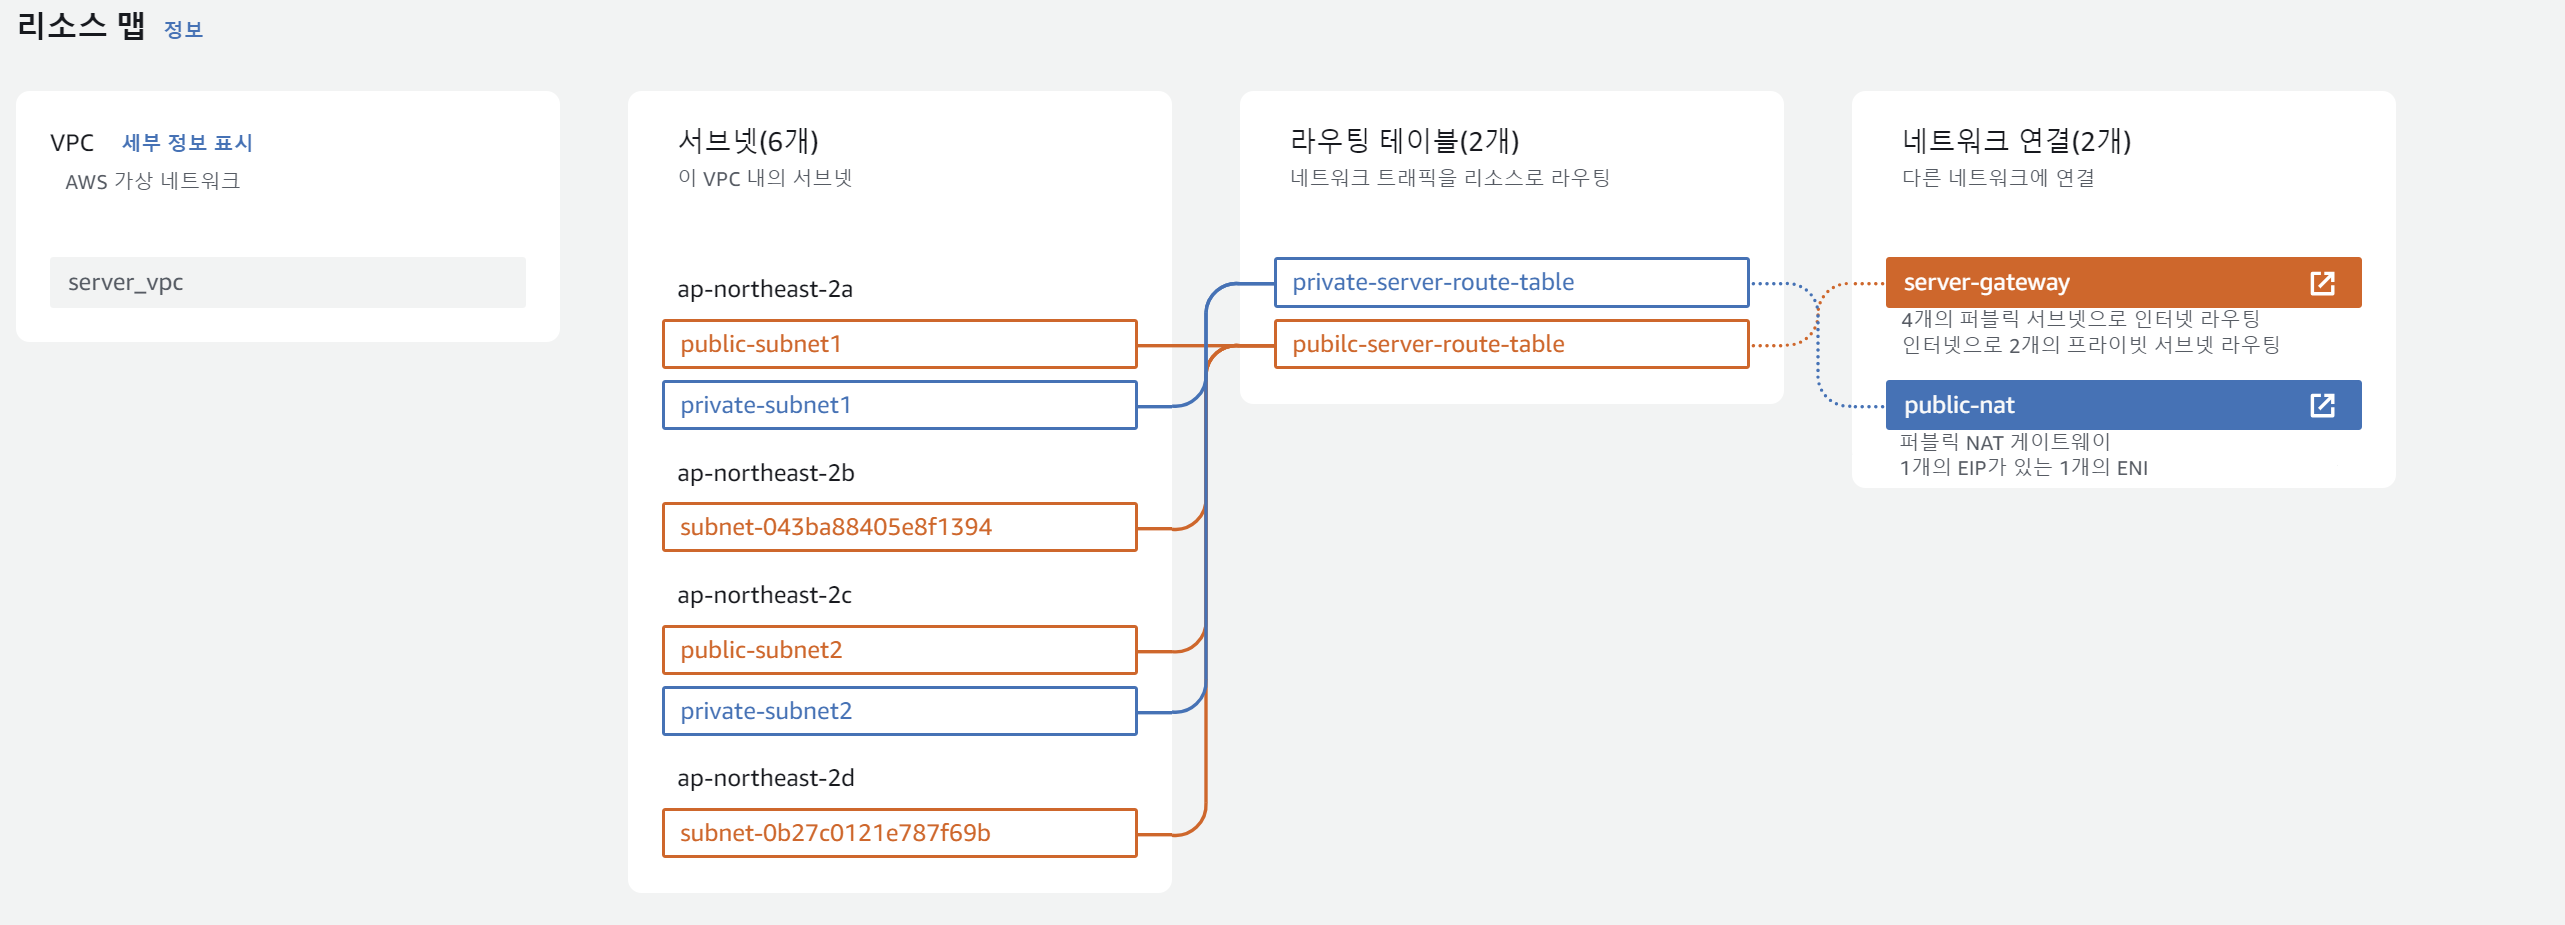 리소스 맵 정보
VPC 세부 정보 표시
AWS 가상 네트워크
server_vpc
서브넷(6개)
이 VPC 내의 서브넷
ap-northeast-2a
public-subnet1
private-subnet1
ap-northeast-2b
subnet-043ba88405e8f1394
ap-northeast-2c
public-subnet2
private-subnet2
ap-northeast-2d
subnet-0b27c0121e787f69b
라우팅 테이블(2개)
네트워크 트래픽을 리소스로 라우팅
private-server-route-table
pubilc-server-route-table
네트워크 연결(2개)
다른 네트워크에 연결
server-gateway
4개의 퍼블릭 서브넷으로 인터넷 라우팅
인터넷으로 2개의 프라이빗 서브넷 라우팅
public-nat
퍼블릭 NAT 게이트웨이
1개의 EIP가 있는 1개의 ENI